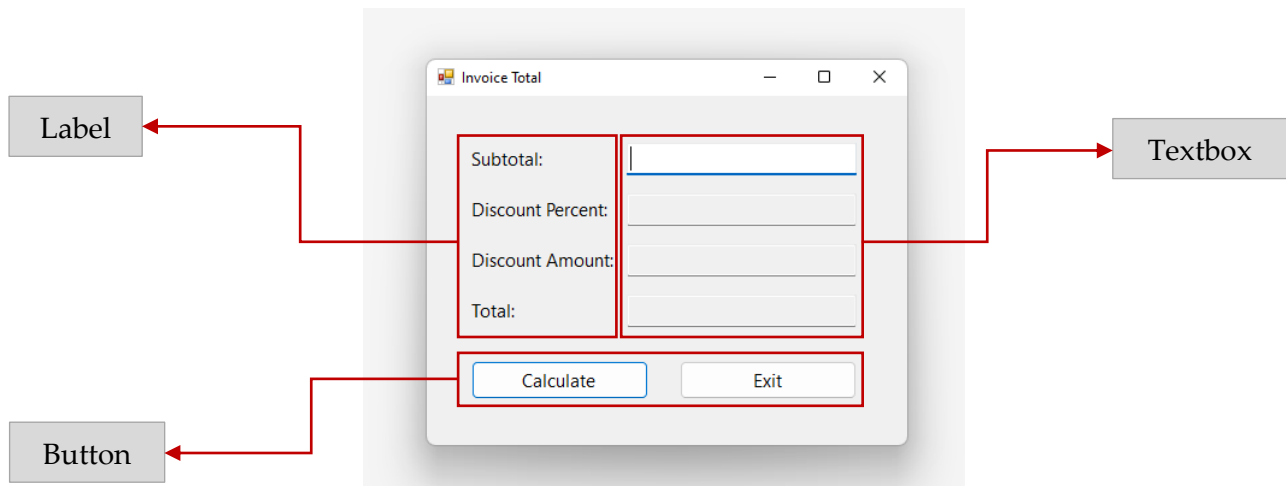 Invoice Total
Label
Subtotal:
Textbox
Discount Percent:
Discount Amount:
Total:
Calculate
Exit
Button